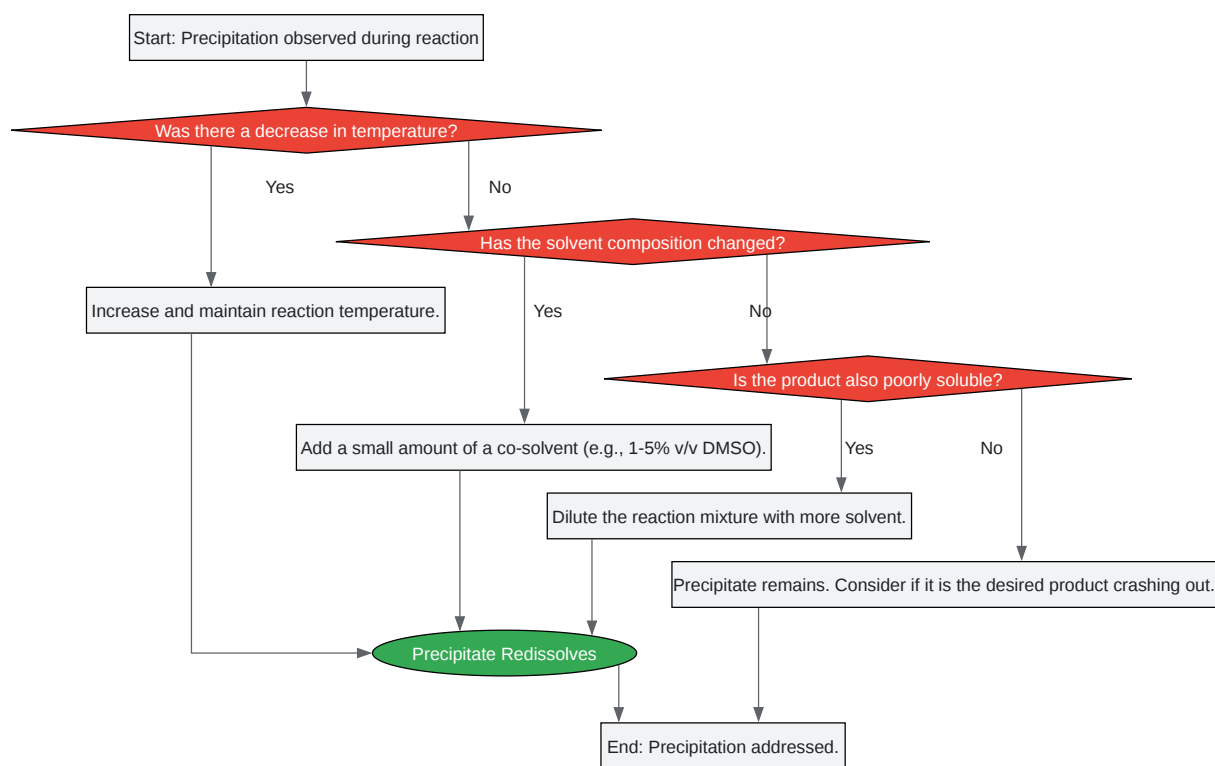 Start: Precipitation observed during reaction
Was there a decrease in temperature?
Yes
No
Has the solvent composition changed?
Increase and maintain reaction temperature.
Yes
No
Is the product also poorly soluble?
Add a small amount of a co-solvent (e.g., 1-5% v/v DMSO).
Yes
No
Dilute the reaction mixture with more solvent.
Precipitate remains. Consider if it is the desired product crashing out.
Precipitate Redissolves
End: Precipitation addressed.